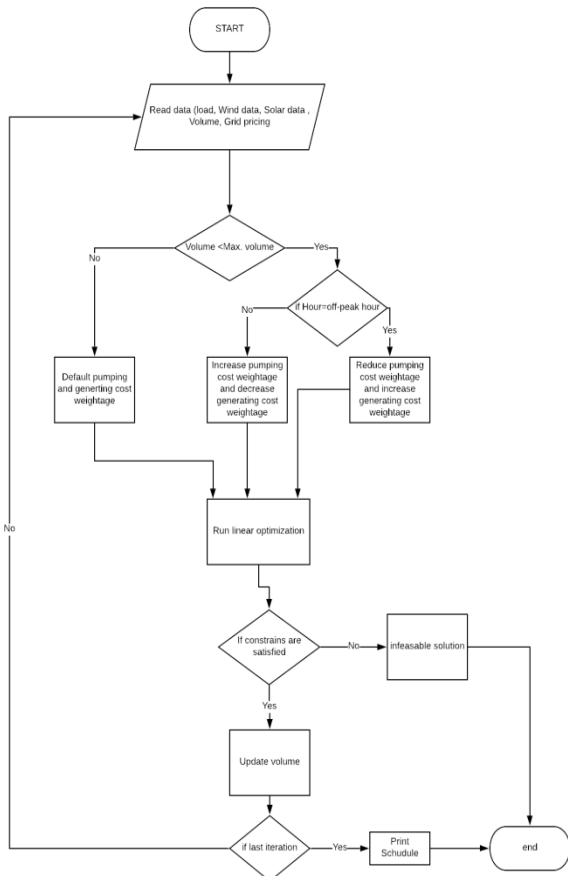 START
Read data (load, Wind data, Solar data ,
Volume, Grid pricing
Volume <Max. volume
No
Yes
if Hour=off-peak hour
No
Yes
Default pumping
and generting cost
weightage
Increase pumping
cost weightage
and decrease
generating cost
weightage
Reduce pumping
cost weightage
and increase
generating cost
weightage
No
Run linear optimization
If constrains are
satisfied
No
infeasable solution
Yes
Update volume
if last iteration
Yes
Print
Schudule
end